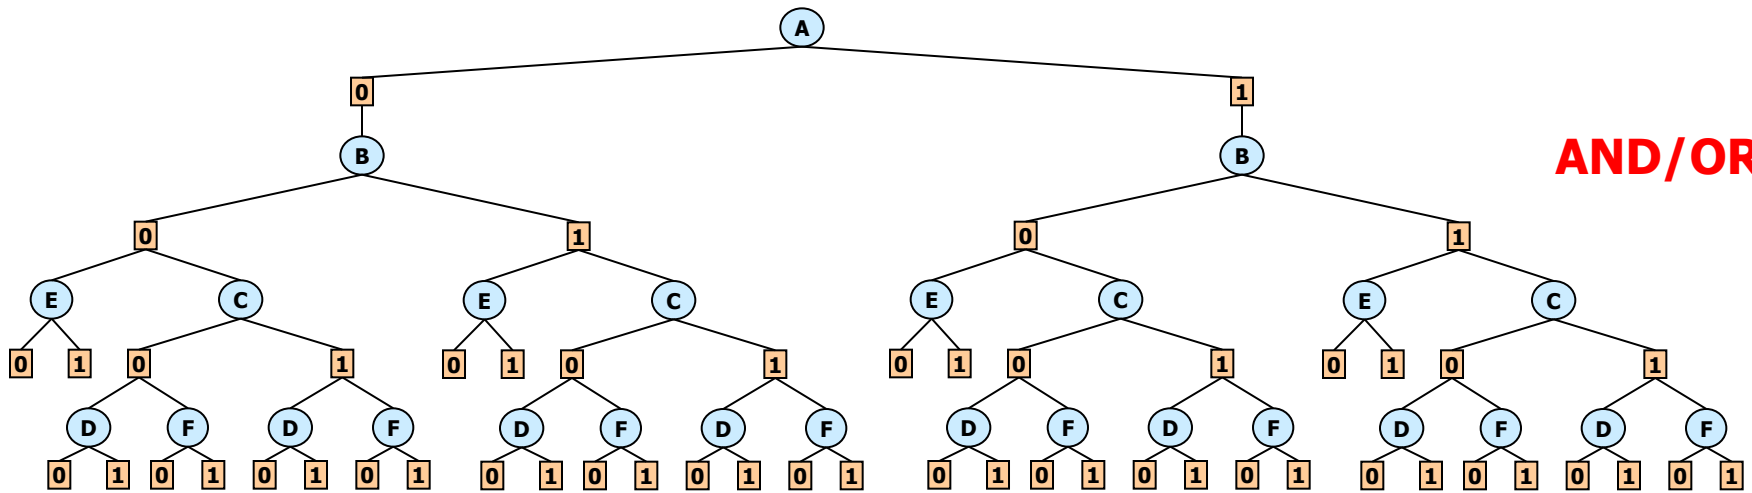 A
0 1
B B AND/OR
0 1 0 1
E C E C E C E C
0 1 0 1 0 1 0 1 0 1 0 1 0 1 0 1
D F D F D F D F D F D F D F D F
0 1 0 1 0 1 0 1 0 1 0 1 0 1 0 1 0 1 0 1 0 1 0 1 0 1 0 1 0 1 0 1